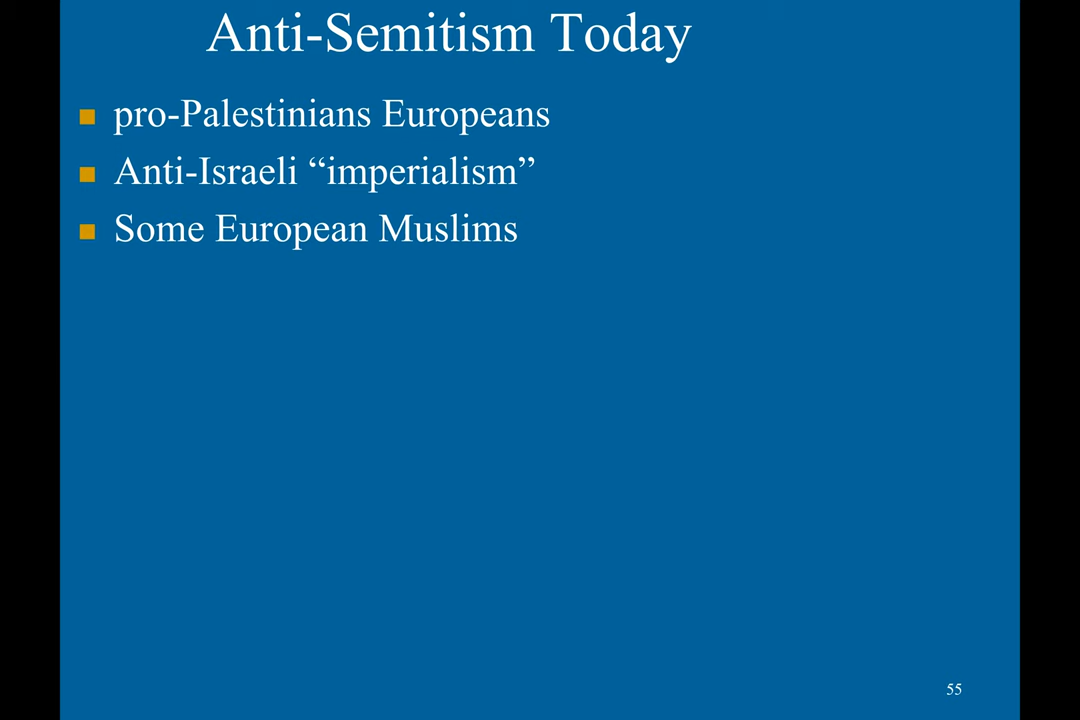 Anti-Semitism Today
pro-Palestinians Europeans
Anti-Israeli “imperialism”
Some European Muslims
55